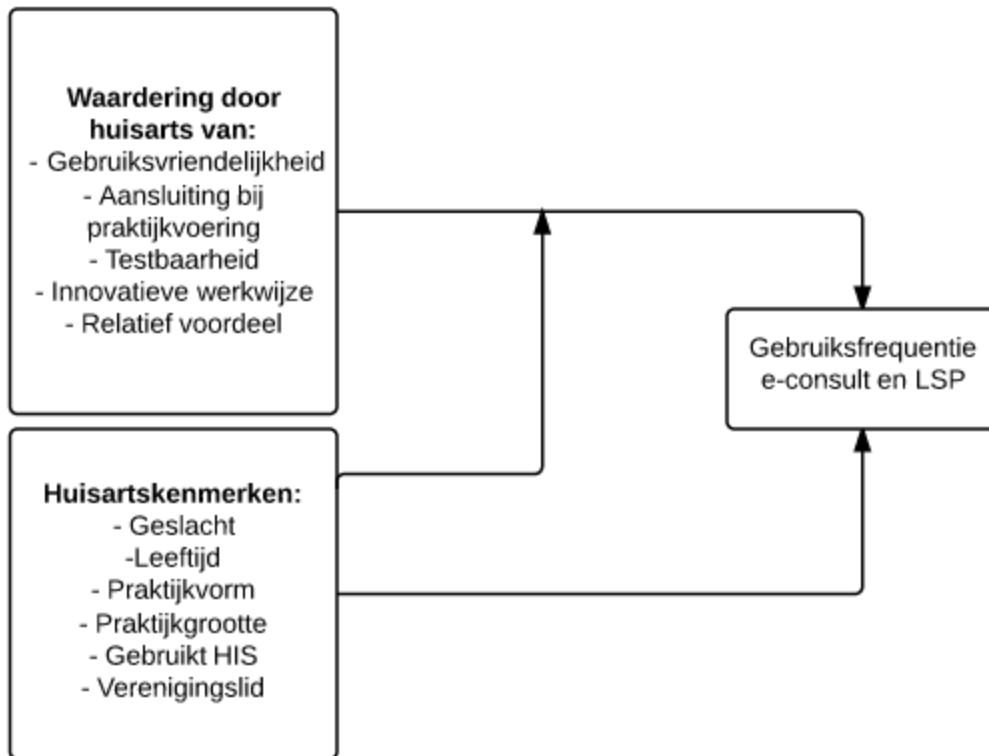 Waardering door
huisarts van:
- Gebruiksvriendelijkheid
- Aansluiting bij
praktijkvoering
- Testbaarheid
- Innovatieve werkwijze
- Relatief voordeel
Gebruiksfrequentie
e-consult en LSP
Huisartskenmerken:
- Geslacht
-Leeftijd
- Praktijkvorm
- Praktijkgrootte
- Gebruikt HIS
- Verenigingslid